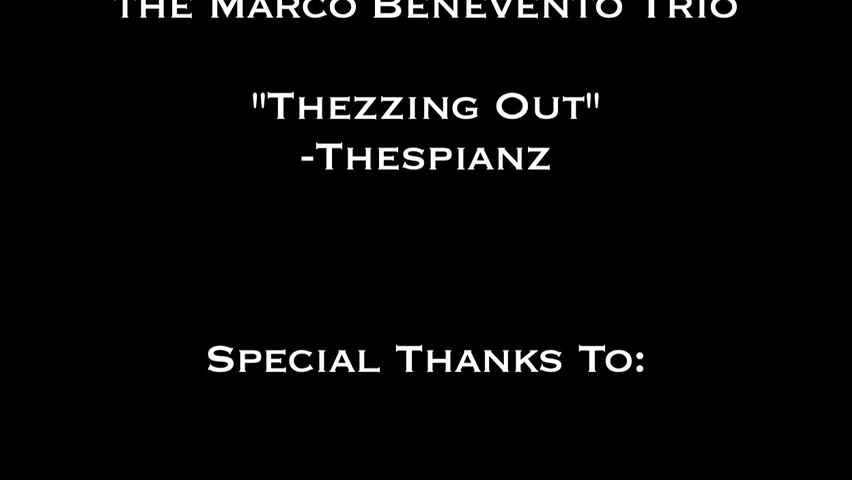 The Marco Benevento Trio
"Thezzing Out"
-Thespianz
Special Thanks To: